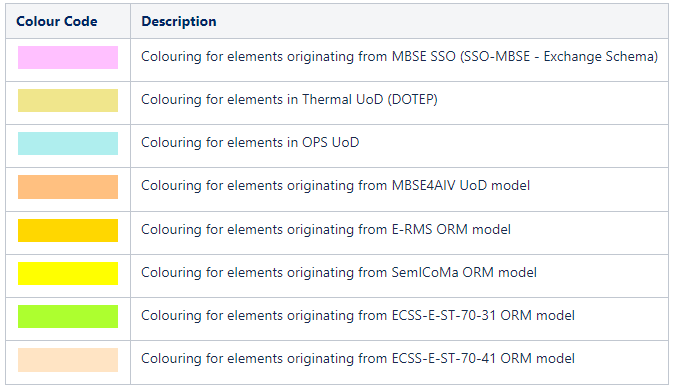 Colour Code Description
Colouring for elements originating from MBSE SSO (SSO-MBSE - Exchange Schema)
Colouring for elements in Thermal UoD (DOTEP)
Colouring for elements in OPS UoD
Colouring for elements originating from MBSE4AIV UoD model
Colouring for elements originating from E-RMS ORM model
Colouring for elements originating from SemICoMa ORM model
Colouring for elements originating from ECSS-E-ST-70-31 ORM model
Colouring for elements originating from ECSS-E-ST-70-41 ORM model